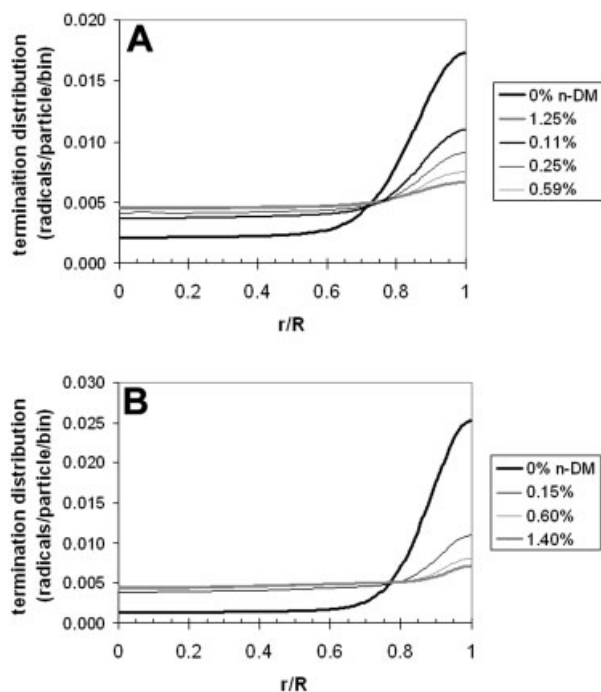 A
termination distribution
(radicals/particle/bin)
0.020
0.015
0.010
0.005
0.000
0 0.2 0.4 0.6 0.8 1
r/R
0% n-DM
1.25%
0.11%
0.25%
0.59%
B
termination distribution
(radicals/particle/bin)
0.030
0.025
0.020
0.015
0.010
0.005
0.000
0 0.2 0.4 0.6 0.8 1
r/R
0% n-DM
0.15%
0.60%
1.40%